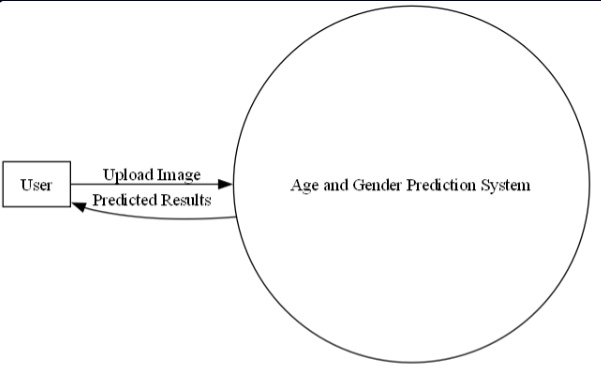 Upload Image
User
Age and Gender Prediction System
Predicted Results